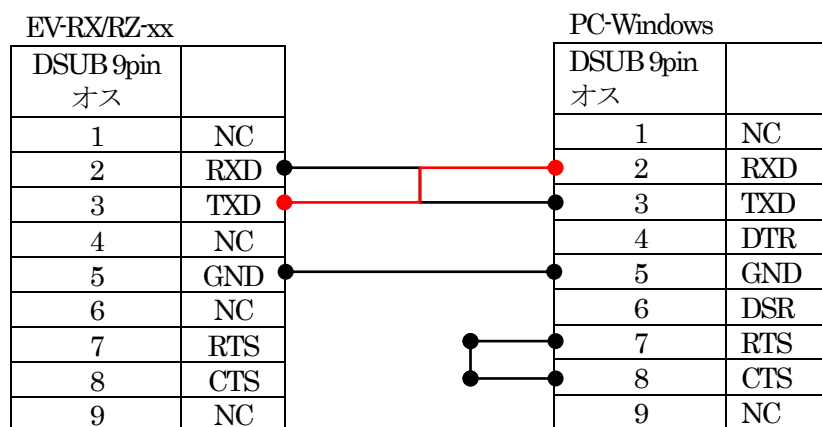 EV-RX/RZ-xx
DSUB 9pin
オス
1 NC
2 RXD
3 TXD
4 NC
5 GND
6 NC
7 RTS
8 CTS
9 NC
PC-Windows
DSUB 9pin
オス
1 NC
2 RXD
3 TXD
4 DTR
5 GND
6 DSR
7 RTS
8 CTS
9 NC